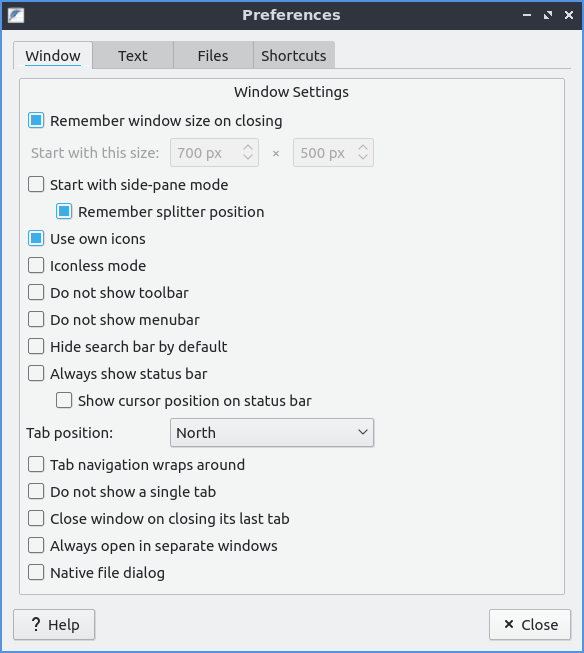 Preferences
Window Text Files Shortcuts
Window Settings
Remember window size on closing
Start with this size: 700 px × 500 px
Start with side-pane mode
Remember splitter position
Use own icons
Iconless mode
Do not show toolbar
Do not show menubar
Hide search bar by default
Always show status bar
Show cursor position on status bar
Tab position: North
Tab navigation wraps around
Do not show a single tab
Close window on closing its last tab
Always open in separate windows
Native file dialog
? Help × Close